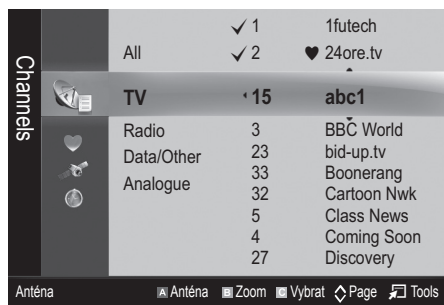 Channels
✓ 1 1futech
All ✓ 2 ♥ 24ore.tv
TV 15 abc1
Radio 3 BBC World
Data/Other 23 bid-up.tv
Analogue 33 Boonerang
32 Cartoon Nwk
5 Class News
4 Coming Soon
27 Discovery
Anténa A Anténa B Zoom C Vybrat Page Tools